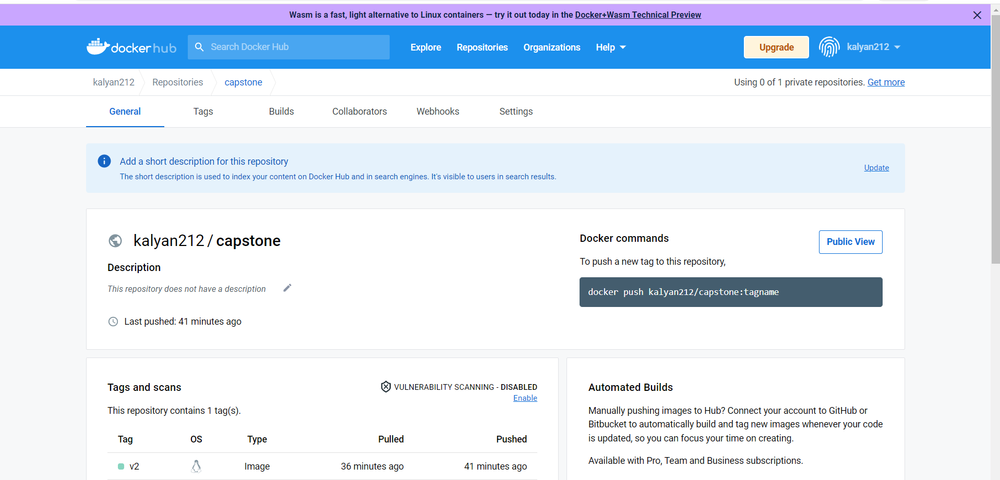 Wasm is a fast, light alternative to Linux containers — try it out today in the Docker+Wasm Technical Preview
docker hub
Search Docker Hub
Explore
Repositories
Organizations
Help
Upgrade
kalyan212
kalyan212
Repositories
capstone
Using 0 of 1 private repositories. Get more
General
Tags
Builds
Collaborators
Webhooks
Settings
Add a short description for this repository
The short description is used to index your content on Docker Hub and in search engines. It's visible to users in search results.
Update
kalyan212 / capstone
Description
This repository does not have a description
Last pushed: 41 minutes ago
Docker commands
Public View
To push a new tag to this repository,
docker push kalyan212/capstone:tagname
Tags and scans
VULNERABILITY SCANNING - DISABLED
Enable
This repository contains 1 tag(s).
Tag OS Type Pulled Pushed
v2 Image 36 minutes ago 41 minutes ago
Automated Builds
Manually pushing images to Hub? Connect your account to GitHub or
Bitbucket to automatically build and tag new images whenever your code
is updated, so you can focus your time on creating.
Available with Pro, Team and Business subscriptions.